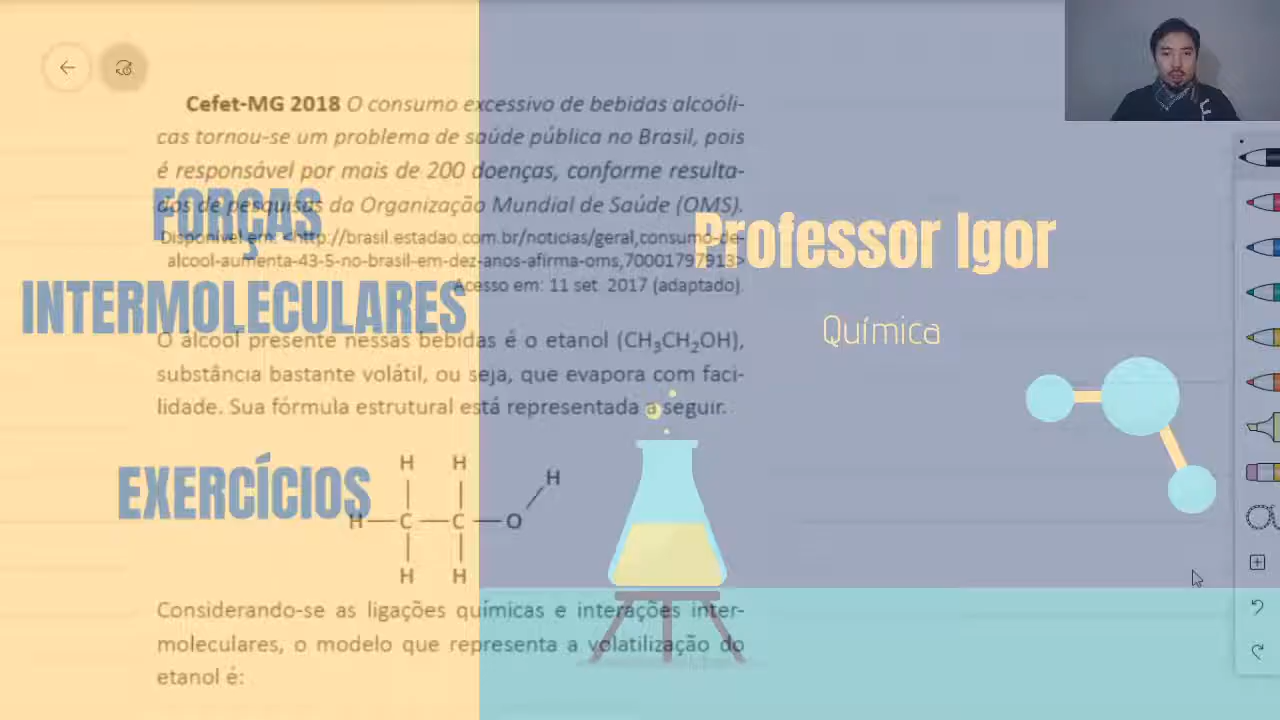 Cefet-MG 2018 O consumo excessivo de bebidas alcoóli-
cas tornou-se um problema de saúde pública no Brasil, pois
é responsável por mais de 200 doenças, conforme resulta-
dos de pesquisas da Organização Mundial de Saúde (OMS).
Disponível em: <http://brasil.estadao.com.br/noticias/geral,consumo-de-
alcool-aumenta-43-5-no-brasil-em-dez-anos-afirma-oms,70001797913>
Acesso em: 11 set. 2017 (adaptado).
O álcool presente nessas bebidas é o etanol (CH₃CH₂OH),
substância bastante volátil, ou seja, que evapora com faci-
lidade. Sua fórmula estrutural está representada a seguir.
H H H
H C C O
H H
Considerando-se as ligações químicas e interações inter-
moleculares, o modelo que representa a volatilização do
etanol é:
FORÇAS
INTERMOLECULARES
EXERCÍCIOS
Professor Igor
Química